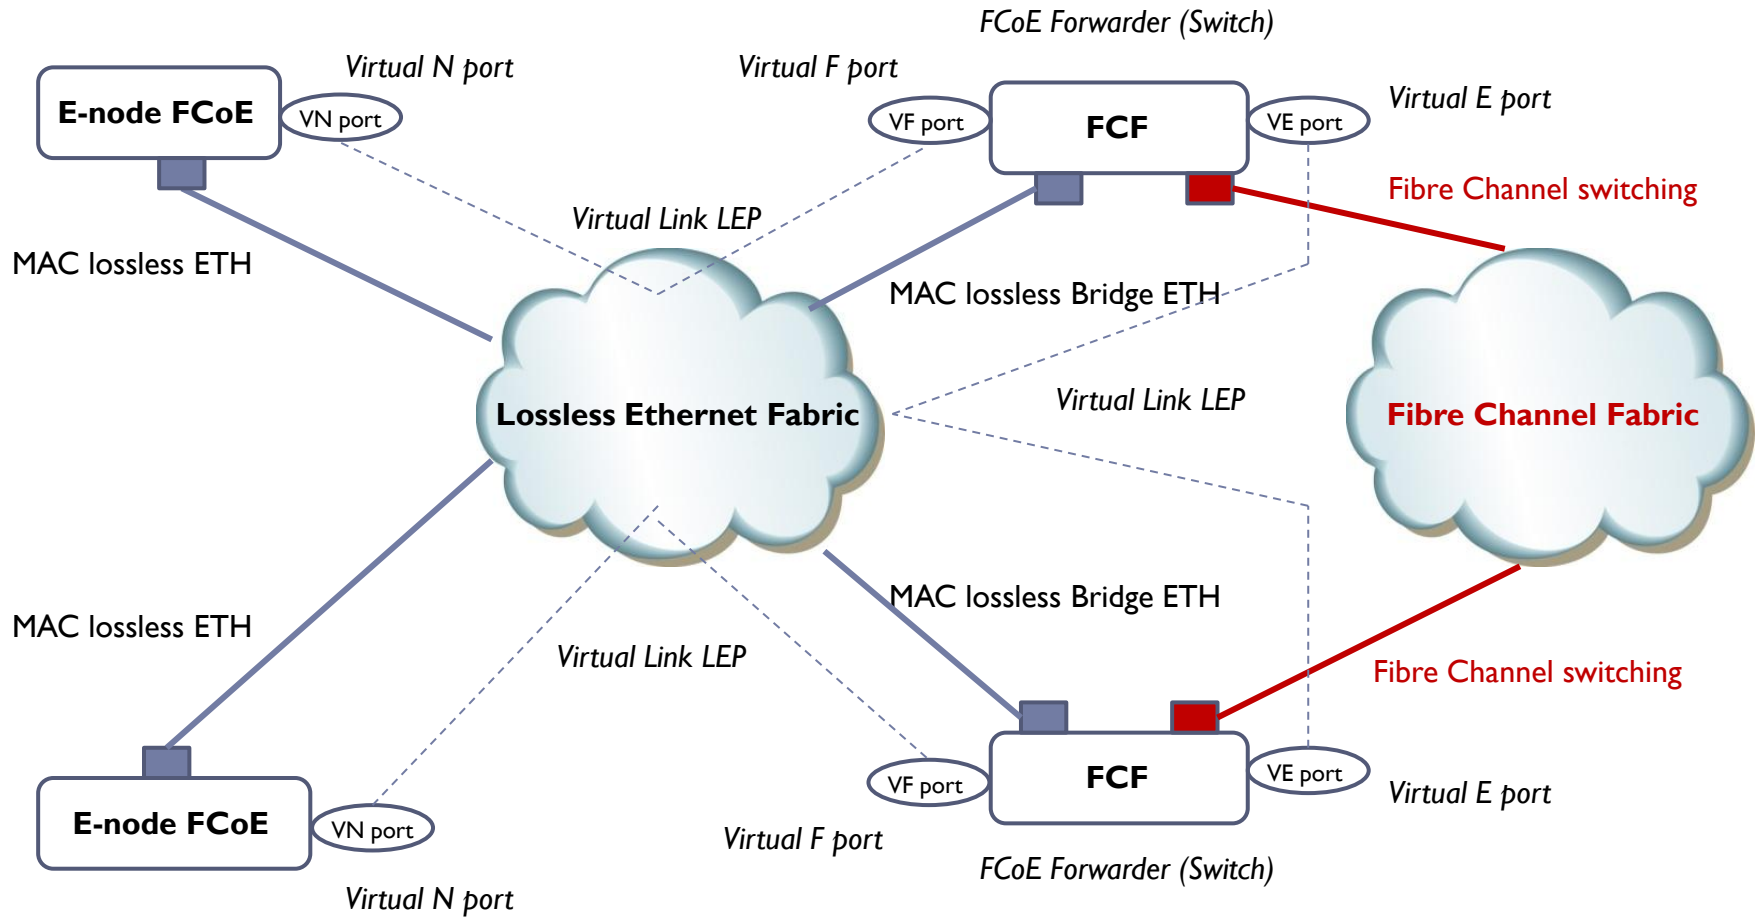 FCoE Forwarder (Switch)
Virtual N port
Virtual F port
Virtual E port
E-node FCoE
VN port
VF port
FCF
VE port
Fibre Channel switching
Virtual Link LEP
MAC lossless ETH
MAC lossless Bridge ETH
Virtual Link LEP
Lossless Ethernet Fabric
Fibre Channel Fabric
MAC lossless Bridge ETH
MAC lossless ETH
Virtual Link LEP
Fibre Channel switching
E-node FCoE
VN port
VF port
FCF
VE port
Virtual E port
Virtual F port
FCoE Forwarder (Switch)
Virtual N port